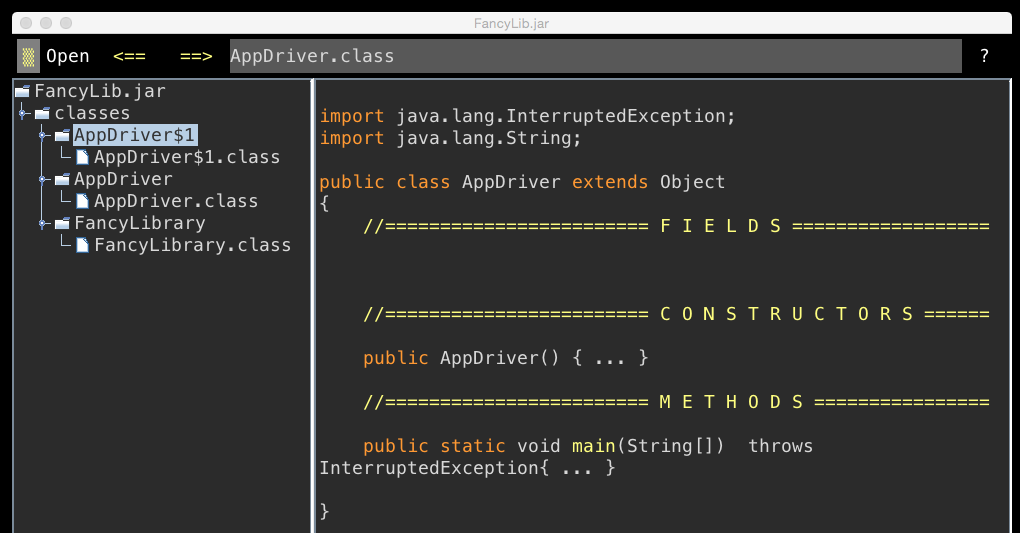 FancyLib.jar
Open <== ==> AppDriver.class ?
FancyLib.jar
classes
AppDriver$1
AppDriver$1.class
AppDriver
AppDriver.class
FancyLibrary
FancyLibrary.class
import java.lang.InterruptedException;
import java.lang.String;
public class AppDriver extends Object
{
//======================== F I E L D S ==================
//======================== C O N S T R U C T O R S ======
public AppDriver() { ... }
//======================== M E T H O D S ================
public static void main(String[])  throws
InterruptedException{ ... }
}